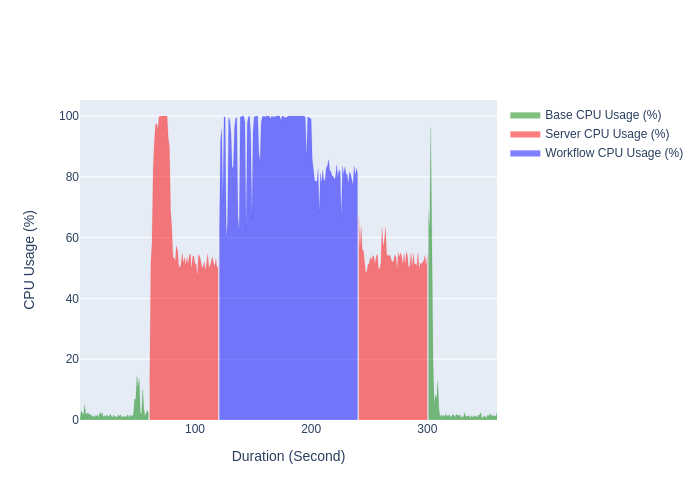 100
80
60
40
20
0
100
200
300
CPU Usage (%)
Duration (Second)
Base CPU Usage (%)
Server CPU Usage (%)
Workflow CPU Usage (%)